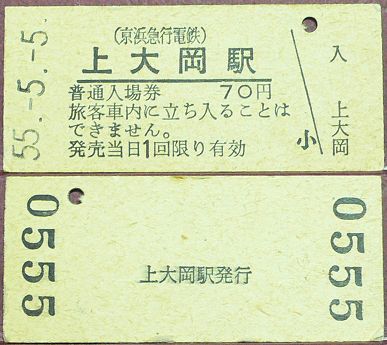 55.-5.-5.
(京浜急行電鉄)
上大岡駅
普通入場券 70円
旅客車内に立ち入ることは
できません。
発売当日1回限り有効
小
入 上大岡
0555
上大岡駅発行
0555